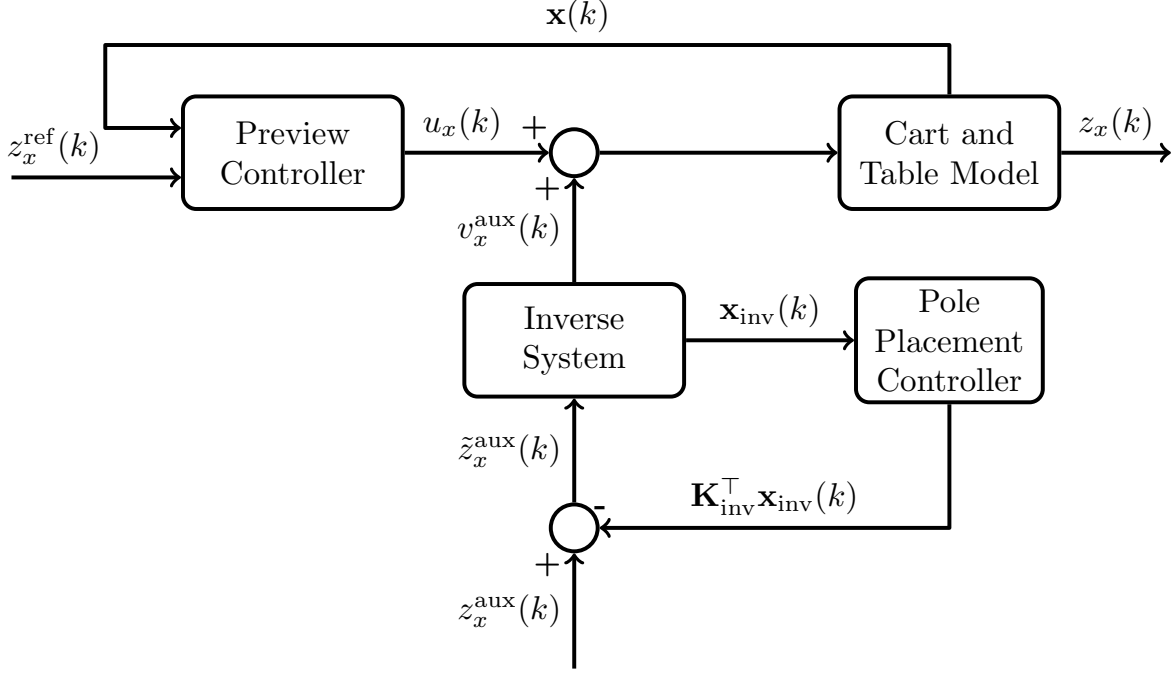 𝐱(k)
z_x^ref(k)
Preview
Controller
u_x(k)
+
+
Cart and
Table Model
z_x(k)
v_x^aux(k)
Inverse
System
𝐱_inv(k)
Pole
Placement
Controller
z̃_x^aux(k)
𝐊_inv^⊤𝐱_inv(k)
-
+
z_x^aux(k)